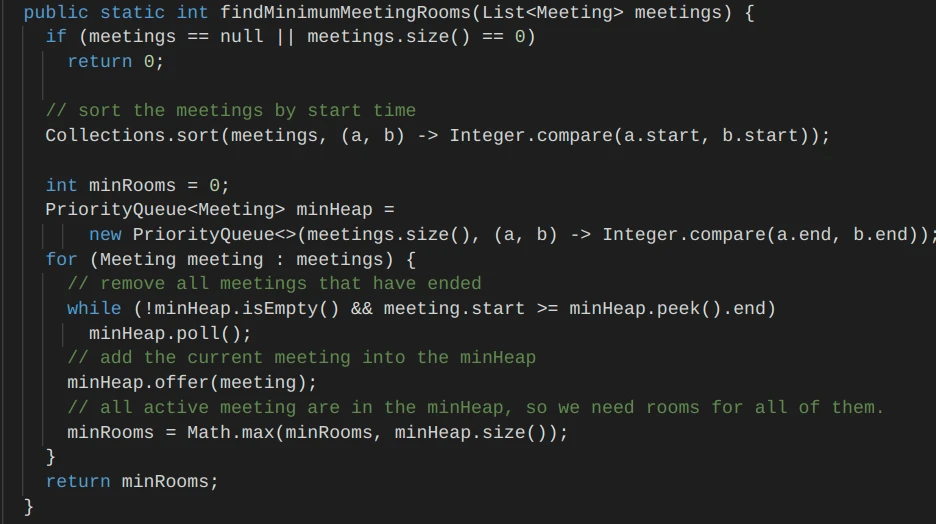 public static int findMinimumMeetingRooms(List<Meeting> meetings) {
if (meetings == null || meetings.size() == 0)
return 0;
// sort the meetings by start time
Collections.sort(meetings, (a, b) -> Integer.compare(a.start, b.start));
int minRooms = 0;
PriorityQueue<Meeting> minHeap =
new PriorityQueue<>(meetings.size(), (a, b) -> Integer.compare(a.end, b.end));
for (Meeting meeting : meetings) {
// remove all meetings that have ended
while (!minHeap.isEmpty() && meeting.start >= minHeap.peek().end)
minHeap.poll();
// add the current meeting into the minHeap
minHeap.offer(meeting);
// all active meeting are in the minHeap, so we need rooms for all of them.
minRooms = Math.max(minRooms, minHeap.size());
}
return minRooms;
}